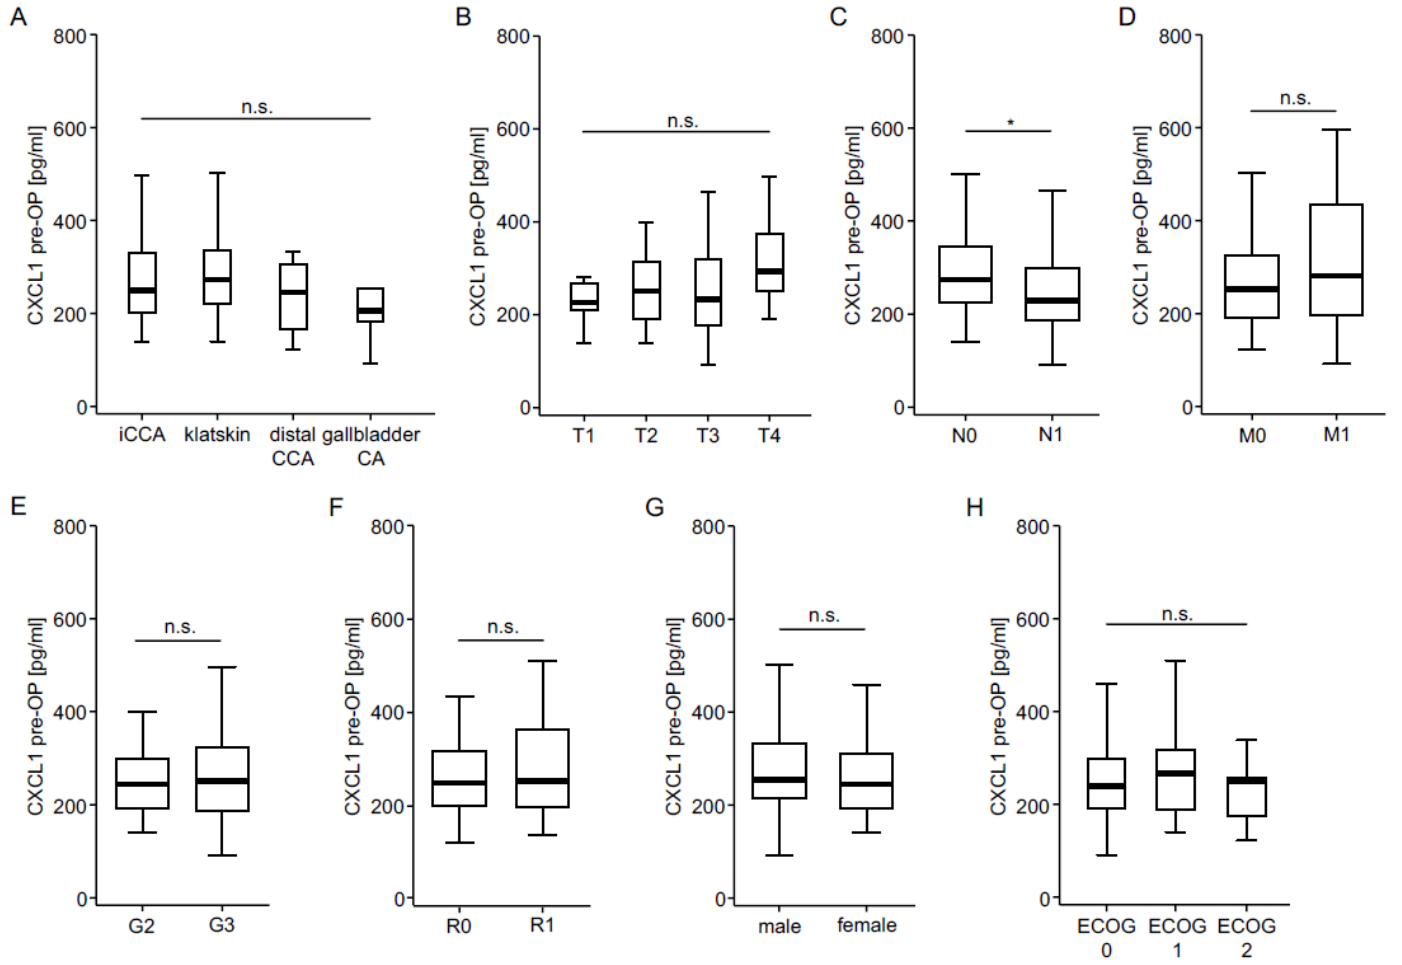 A
CXCL1 pre-OP [pg/ml]
800
600
400
200
0
n.s.
iCCA klatskin distal gallbladder
CCA CA
B
CXCL1 pre-OP [pg/ml]
800
600
400
200
0
n.s.
T1 T2 T3 T4
C
CXCL1 pre-OP [pg/ml]
800
600
400
200
0
*
N0 N1
D
CXCL1 pre-OP [pg/ml]
800
600
400
200
0
n.s.
M0 M1
E
CXCL1 pre-OP [pg/ml]
800
600
400
200
0
n.s.
G2 G3
F
CXCL1 pre-OP [pg/ml]
800
600
400
200
0
n.s.
R0 R1
G
CXCL1 pre-OP [pg/ml]
800
600
400
200
0
n.s.
male female
H
CXCL1 pre-OP [pg/ml]
800
600
400
200
0
n.s.
ECOG ECOG ECOG
0 1 2